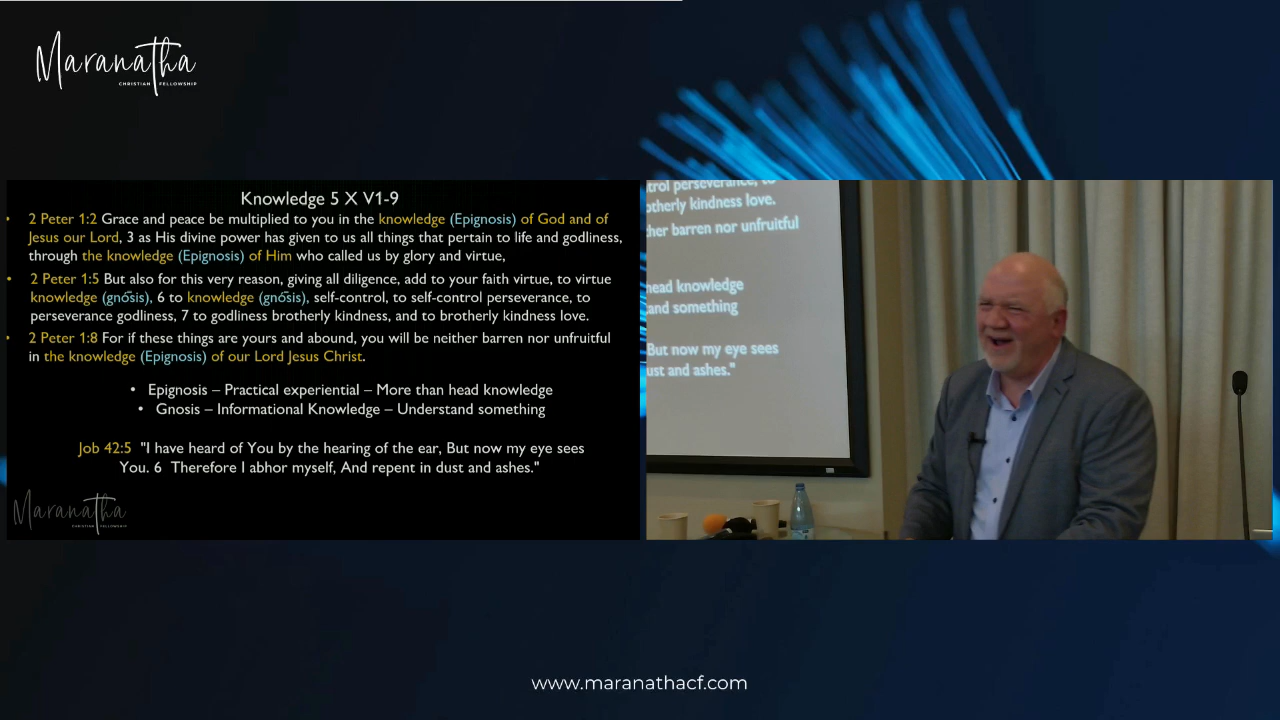 Maranatha
CHRISTIAN FELLOWSHIP
Knowledge 5 X V1-9
• 2 Peter 1:2 Grace and peace be multiplied to you in the knowledge (Epignosis) of God and of
Jesus our Lord, 3 as His divine power has given to us all things that pertain to life and godliness,
through the knowledge (Epignosis) of Him who called us by glory and virtue,
• 2 Peter 1:5 But also for this very reason, giving all diligence, add to your faith virtue, to virtue
knowledge (gnōsis), 6 to knowledge (gnōsis), self-control, to self-control perseverance, to
perseverance godliness, 7 to godliness brotherly kindness, and to brotherly kindness love.
• 2 Peter 1:8 For if these things are yours and abound, you will be neither barren nor unfruitful
in the knowledge (Epignosis) of our Lord Jesus Christ.
• Epignosis – Practical experiential – More than head knowledge
• Gnosis – Informational Knowledge – Understand something
Job 42:5 "I have heard of You by the hearing of the ear, But now my eye sees
You. 6 Therefore I abhor myself, And repent in dust and ashes."
Maranatha
CHRISTIAN FELLOWSHIP
trol perseverance, to
otherly kindness love.
her barren nor unfruitful
head knowledge
and something
But now my eye sees
ust and ashes."
www.maranathacf.com